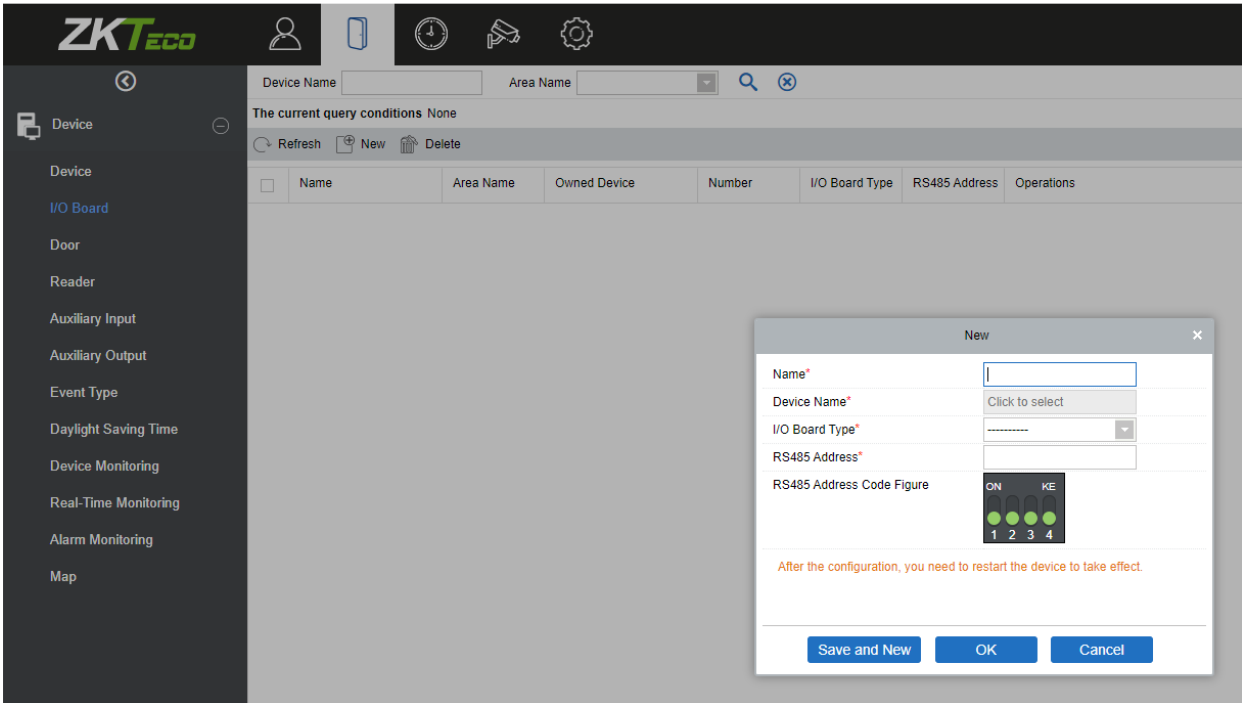 ZKTECO
Device Name
Area Name
The current query conditions None
Refresh New Delete
Name Area Name Owned Device Number I/O Board Type RS485 Address Operations
Device
Device
I/O Board
Door
Reader
Auxiliary Input
Auxiliary Output
Event Type
Daylight Saving Time
Device Monitoring
Real-Time Monitoring
Alarm Monitoring
Map
New
Name*
Device Name* Click to select
I/O Board Type* ----------
RS485 Address*
RS485 Address Code Figure
ON KE
1 2 3 4
After the configuration, you need to restart the device to take effect.
Save and New OK Cancel